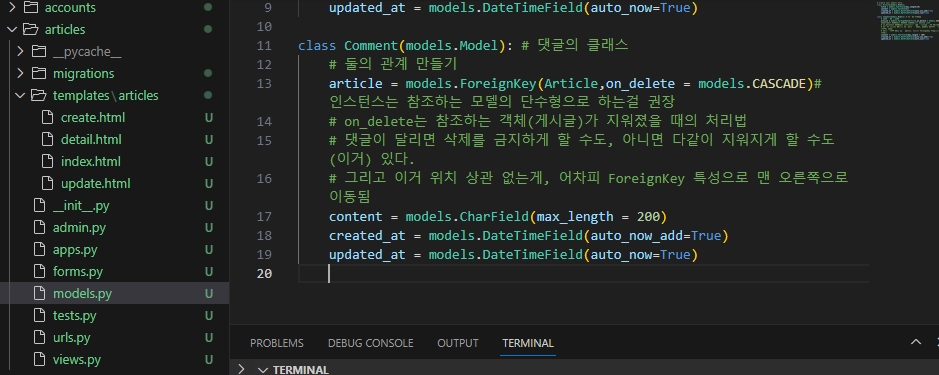 accounts
articles
__pycache__
migrations
templates\articles
create.html U
detail.html U
index.html U
update.html U
__init__.py U
admin.py U
apps.py U
forms.py U
models.py U
tests.py U
urls.py U
views.py U
9 updated_at = models.DateTimeField(auto_now=True)
10
11 class Comment(models.Model): # 댓글의 클래스
12 # 둘의 관계 만들기
13 article = models.ForeignKey(Article,on_delete = models.CASCADE)#
인스턴스는 참조하는 모델의 단수형으로 하는걸 권장
14 # on_delete는 참조하는 객체(게시글)가 지워졌을 때의 처리법
15 # 댓글이 달리면 삭제를 금지하게 할 수도, 아니면 다같이 지워지게 할 수도
(이거) 있다.
16 # 그리고 이거 위치 상관 없는게, 어차피 ForeignKey 특성으로 맨 오른쪽으로
이동됨
17 content = models.CharField(max_length = 200)
18 created_at = models.DateTimeField(auto_now_add=True)
19 updated_at = models.DateTimeField(auto_now=True)
20
PROBLEMS DEBUG CONSOLE OUTPUT TERMINAL
TERMINAL